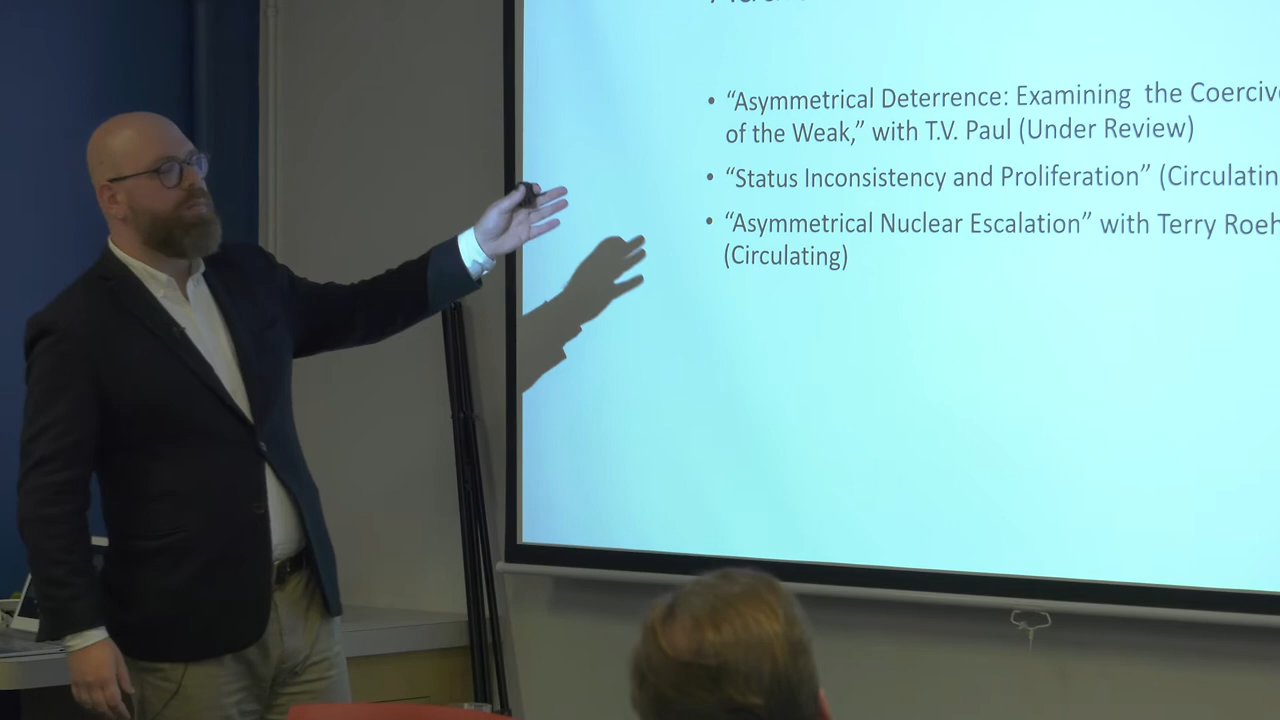 • “Asymmetrical Deterrence: Examining the
of the Weak,” with T.V. Paul (Under Review)
• “Status Inconsistency and Proliferation”
• “Asymmetrical Nuclear Escalation” with Terry
(Circulating)